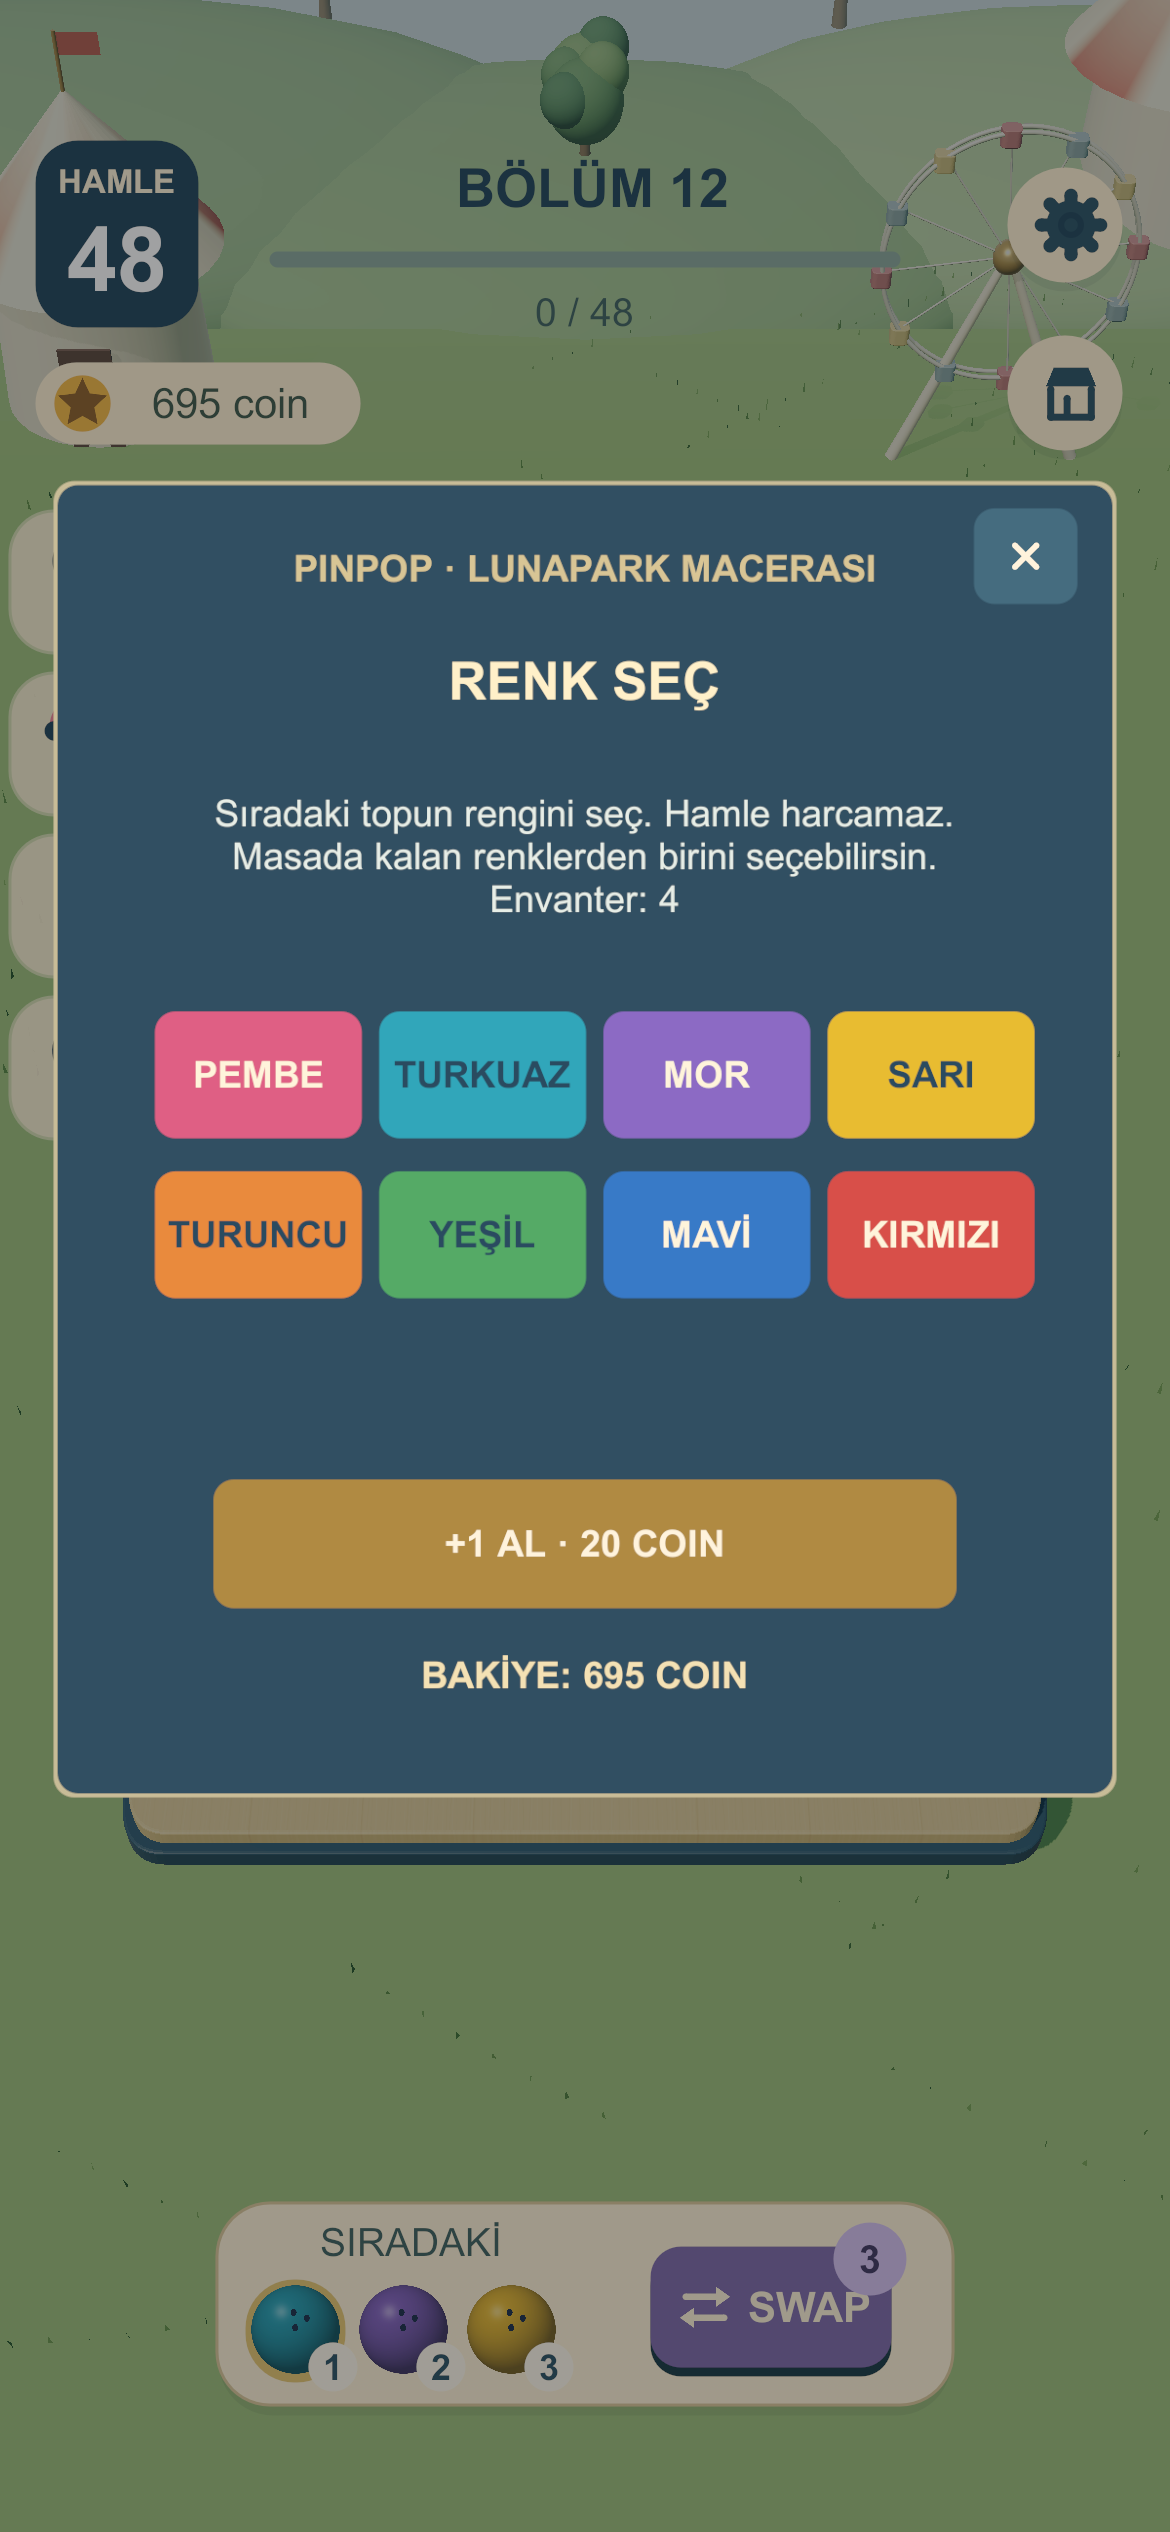 HAMLE
48
BÖLÜM 12
0 / 48
695 coin
PINPOP · LUNAPARK MACERASI
RENK SEÇ
Sıradaki topun rengini seç. Hamle harcamaz.
Masada kalan renklerden birini seçebilirsin.
Envanter: 4
PEMBE
TURKUAZ
MOR
SARI
TURUNCU
YEŞİL
MAVİ
KIRMIZI
+1 AL · 20 COIN
BAKİYE: 695 COIN
SIRADAKİ
1
2
3
SWAP
3